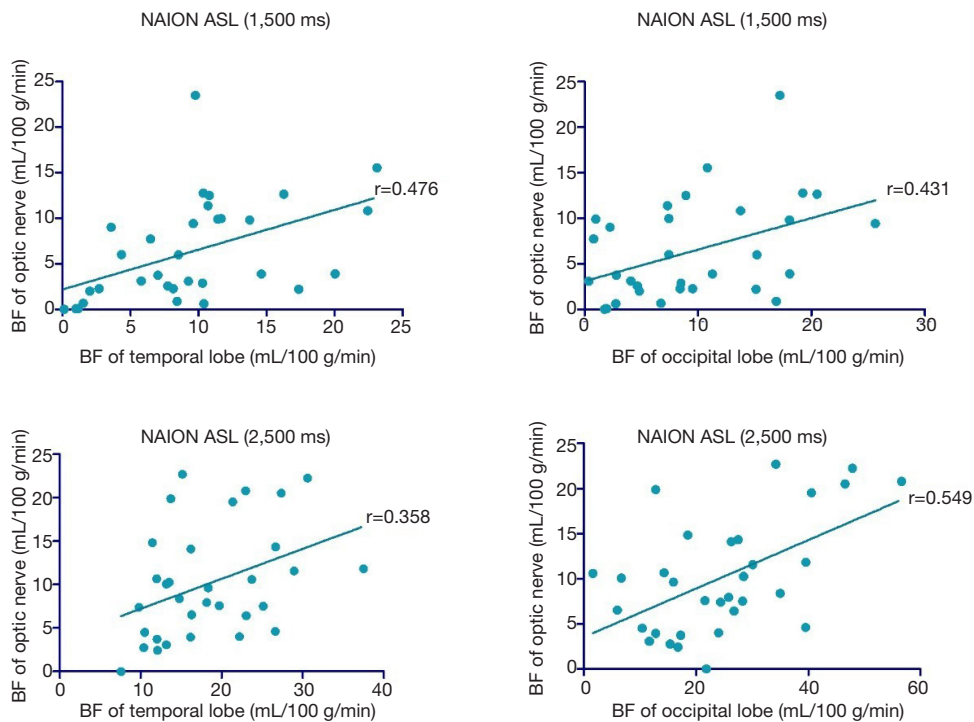 NAION ASL (1,500 ms)
BF of optic nerve (mL/100 g/min)
25
20
15
10
5
0
r=0.476
0
5
10
15
20
25
BF of temporal lobe (mL/100 g/min)
NAION ASL (1,500 ms)
BF of optic nerve (mL/100 g/min)
25
20
15
10
5
0
r=0.431
0
10
20
30
BF of occipital lobe (mL/100 g/min)
NAION ASL (2,500 ms)
BF of optic nerve (mL/100 g/min)
25
20
15
10
5
0
r=0.358
0
10
20
30
40
BF of temporal lobe (mL/100 g/min)
NAION ASL (2,500 ms)
BF of optic nerve (mL/100 g/min)
25
20
15
10
5
0
r=0.549
0
20
40
60
BF of occipital lobe (mL/100 g/min)